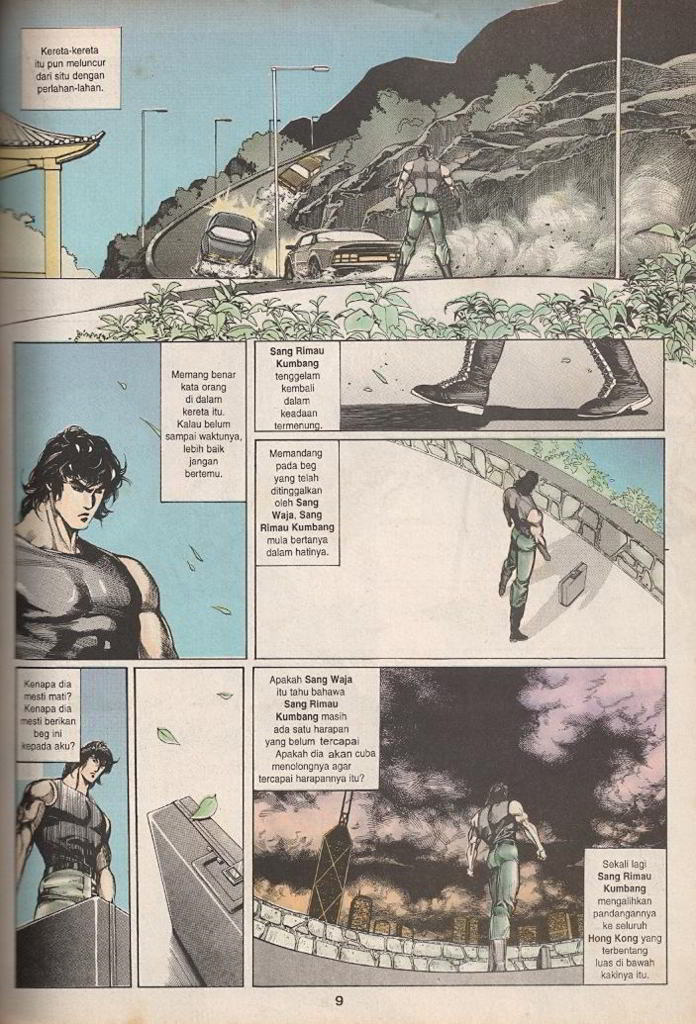 Kereta-kereta
itu pun meluncur
dari situ dengan
perlahan-lahan.
Memang benar
kata orang
di dalam
kereta itu.
Kalau belum
sampai waktunya,
lebih baik
jangan
bertemu.
Sang Rimau
Kumbang
tenggelam
kembali
dalam
keadaan
termenung.
Memandang
pada beg
yang telah
ditinggalkan
oleh Sang
Waja, Sang
Rimau Kumbang
mula bertanya
dalam hatinya.
Kenapa dia
mesti mati?
Kenapa dia
mesti berikan
beg ini
kepada aku?
Apakah Sang Waja
itu tahu bahawa
Sang Rimau
Kumbang masih
ada satu harapan
yang belum tercapai
Apakah dia akan cuba
menolongnya agar
tercapai harapannya itu?
Sekali lagi
Sang Rimau
Kumbang
mengalihkan
pandangannya
ke seluruh
Hong Kong yang
terbentang
luas di bawah
kakinya itu.
9